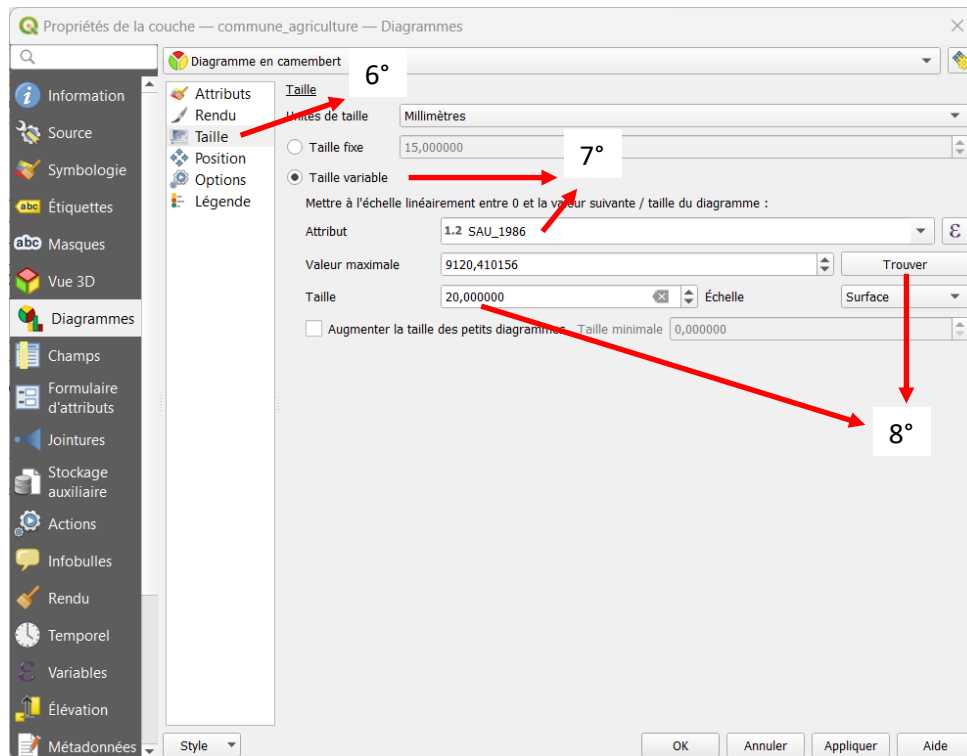 Propriétés de la couche — commune_agriculture — Diagrammes
Diagramme en camembert
6°
Information
Source
Symbologie
abc Étiquettes
abc Masques
Vue 3D
Diagrammes
Champs
Formulaire
d'attributs
Jointures
Stockage
auxiliaire
Actions
Infobulles
Rendu
Temporel
Variables
Élévation
Métadonnées
Attributs
Rendu
Taille
Position
Options
Légende
Taille
Unités de taille Millimètres
Taille fixe 15,000000
7°
Taille variable
Mettre à l'échelle linéairement entre 0 et la valeur suivante / taille du diagramme :
Attribut 1.2 SAU_1986 ε
Valeur maximale 9120,410156 Trouver
Taille 20,000000 Échelle Surface
Augmenter la taille des petits diagrammes Taille minimale 0,000000
8°
Style OK Annuler Appliquer Aide